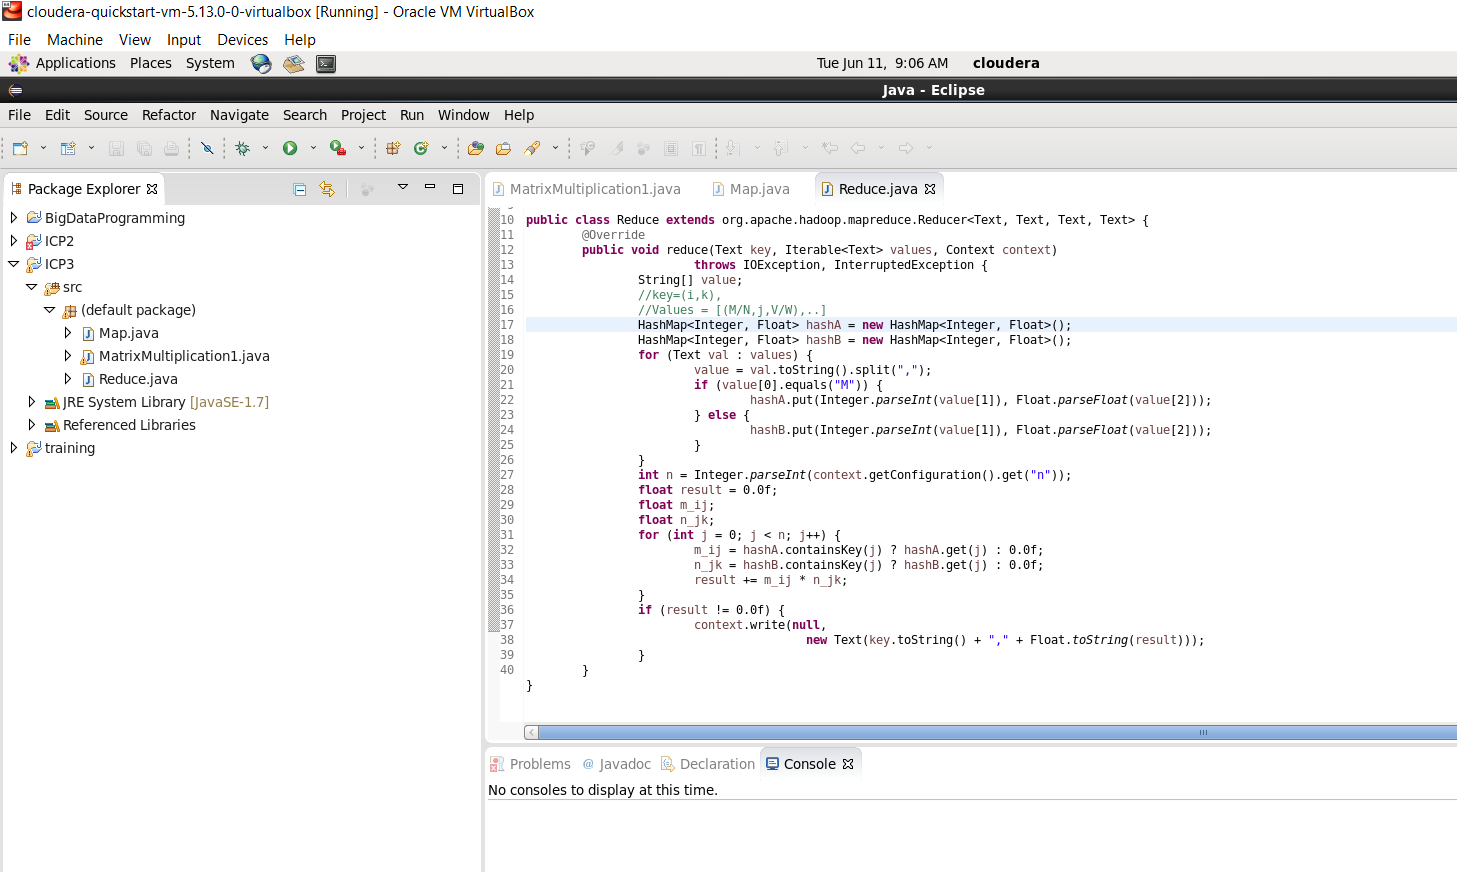 cloudera-quickstart-vm-5.13.0-0-virtualbox [Running] - Oracle VM VirtualBox
File Machine View Input Devices Help
Applications Places System Tue Jun 11, 9:06 AM cloudera
Java - Eclipse
File Edit Source Refactor Navigate Search Project Run Window Help
Package Explorer
BigDataProgramming
ICP2
ICP3
src
(default package)
Map.java
MatrixMultiplication1.java
Reduce.java
JRE System Library [JavaSE-1.7]
Referenced Libraries
training
MatrixMultiplication1.java Map.java Reduce.java
10 public class Reduce extends org.apache.hadoop.mapreduce.Reducer<Text, Text, Text, Text> {
11 @Override
12 public void reduce(Text key, Iterable<Text> values, Context context)
13 throws IOException, InterruptedException {
14 String[] value;
15 //key=(i,k),
16 //Values = [(M/N,j,V/W),..]
17 HashMap<Integer, Float> hashA = new HashMap<Integer, Float>();
18 HashMap<Integer, Float> hashB = new HashMap<Integer, Float>();
19 for (Text val : values) {
20 value = val.toString().split(",");
21 if (value[0].equals("M")) {
22 hashA.put(Integer.parseInt(value[1]), Float.parseFloat(value[2]));
23 } else {
24 hashB.put(Integer.parseInt(value[1]), Float.parseFloat(value[2]));
25 }
26 }
27 int n = Integer.parseInt(context.getConfiguration().get("n"));
28 float result = 0.0f;
29 float m_ij;
30 float n_jk;
31 for (int j = 0; j < n; j++) {
32 m_ij = hashA.containsKey(j) ? hashA.get(j) : 0.0f;
33 n_jk = hashB.containsKey(j) ? hashB.get(j) : 0.0f;
34 result += m_ij * n_jk;
35 }
36 if (result != 0.0f) {
37 context.write(null,
38 new Text(key.toString() + "," + Float.toString(result)));
39 }
40 }
}
Problems @ Javadoc Declaration Console
No consoles to display at this time.